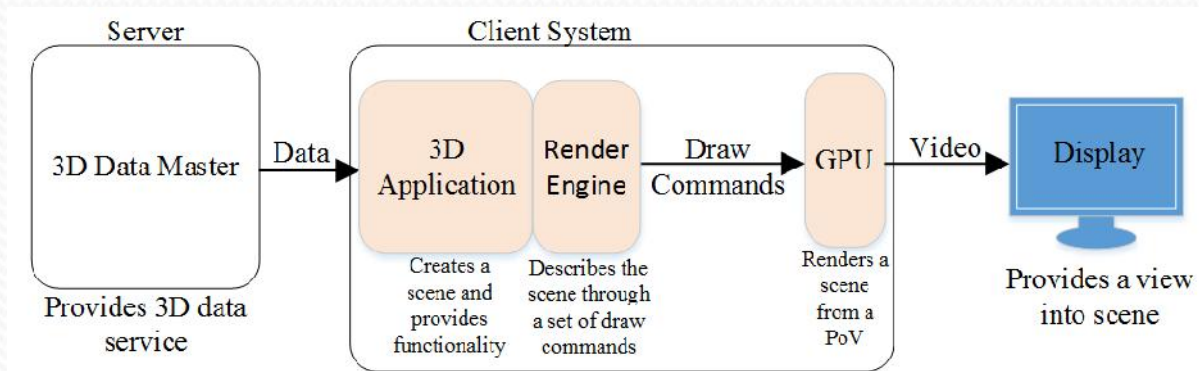 Server
3D Data Master
Provides 3D data
service
Data
Client System
3D
Application
Creates a
scene and
provides
functionality
Render
Engine
Describes the
scene through
a set of draw
commands
Draw
Commands
GPU
Renders a
scene
from a
PoV
Video
Display
Provides a view
into scene